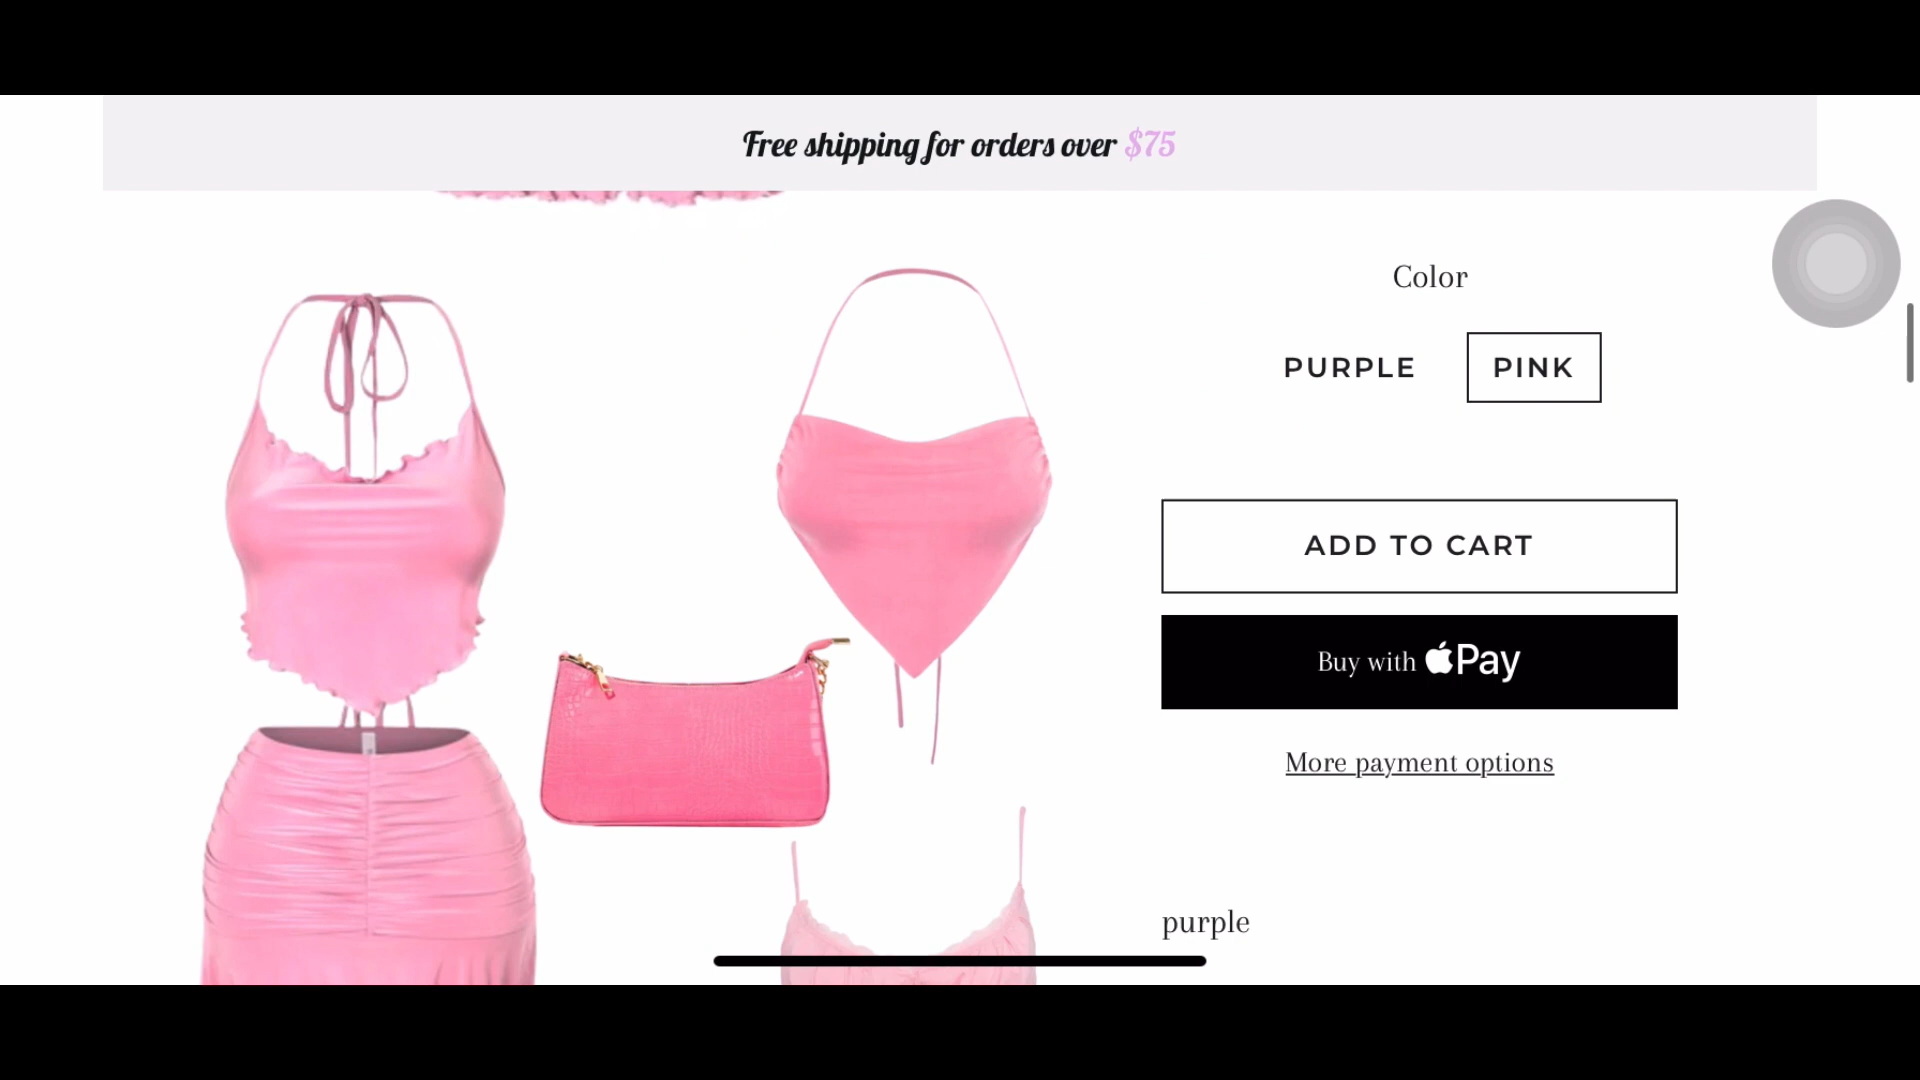 Free shipping for orders over $75
Color
PURPLE
PINK
ADD TO CART
Buy with Pay
More payment options
purple